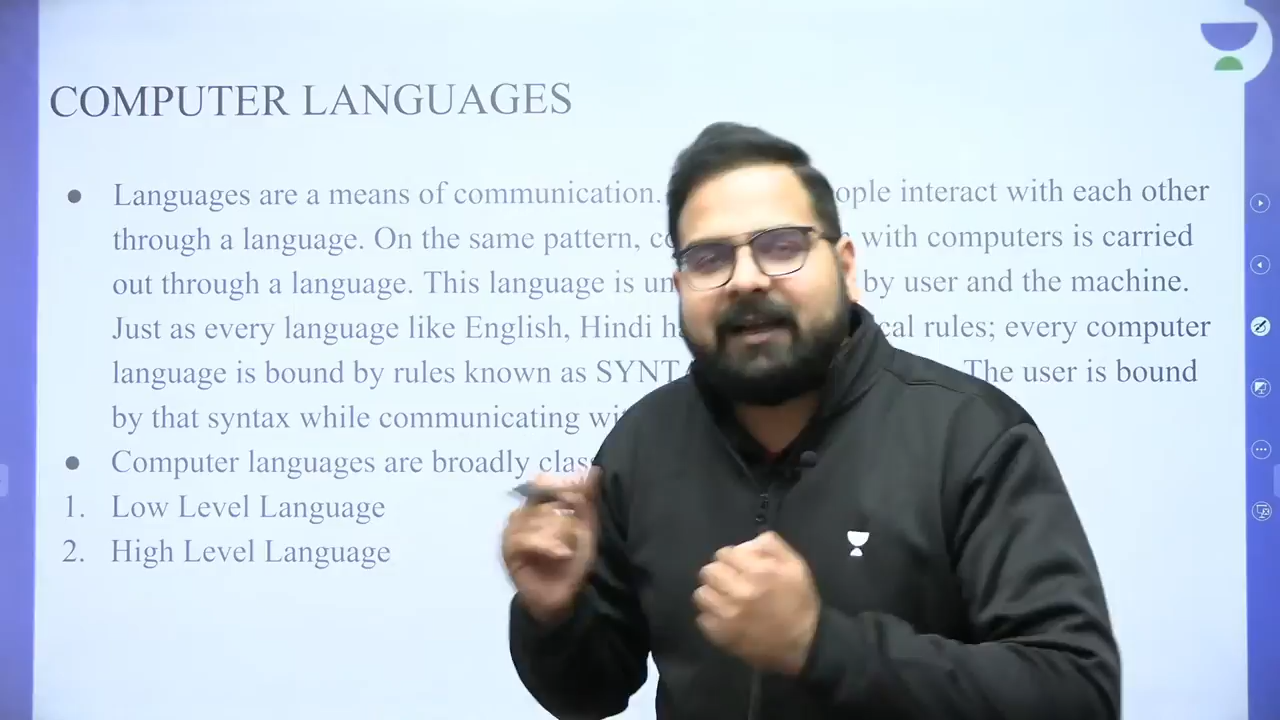 COMPUTER LANGUAGES
● Languages are a means of communication. people interact with each other
through a language. On the same pattern, with computers is carried
out through a language. This language is by user and the machine.
Just as every language like English, Hindi rules; every computer
language is bound by rules known as The user is bound
by that syntax while communicating
● Computer languages are broadly
1. Low Level Language
2. High Level Language